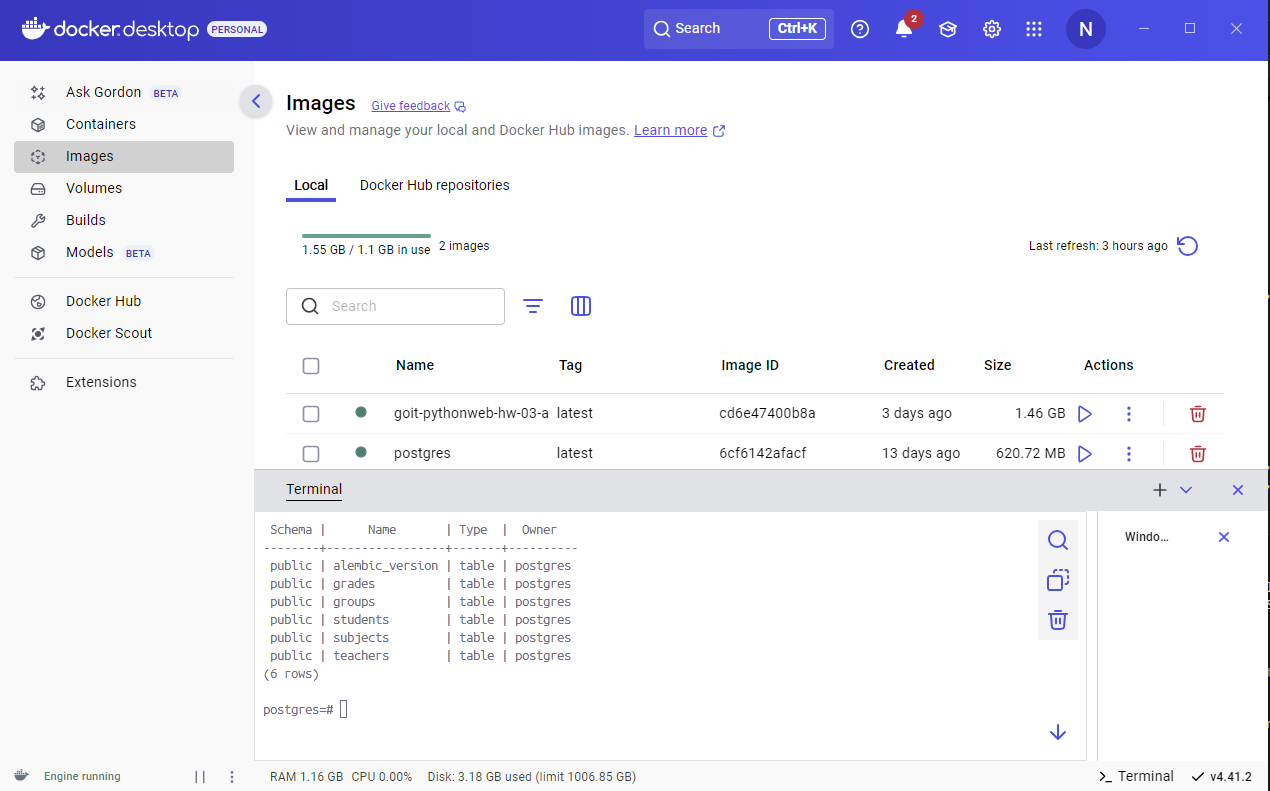 docker.desktop PERSONAL Search Ctrl+K 2 N
Ask Gordon BETA
Containers
Images
Volumes
Builds
Models BETA
Docker Hub
Docker Scout
Extensions
Images Give feedback
View and manage your local and Docker Hub images. Learn more
Local Docker Hub repositories
1.55 GB / 1.1 GB in use 2 images Last refresh: 3 hours ago
Search
Name Tag Image ID Created Size Actions
goit-pythonweb-hw-03-a latest cd6e47400b8a 3 days ago 1.46 GB
postgres latest 6cf6142afacf 13 days ago 620.72 MB
Terminal
Windo...
Schema | Name | Type | Owner
--------+-----------------+-------+----------
public | alembic_version | table | postgres
public | grades | table | postgres
public | groups | table | postgres
public | students | table | postgres
public | subjects | table | postgres
public | teachers | table | postgres
(6 rows)
postgres=#
Engine running RAM 1.16 GB CPU 0.00% Disk: 3.18 GB used (limit 1006.85 GB) Terminal v4.41.2